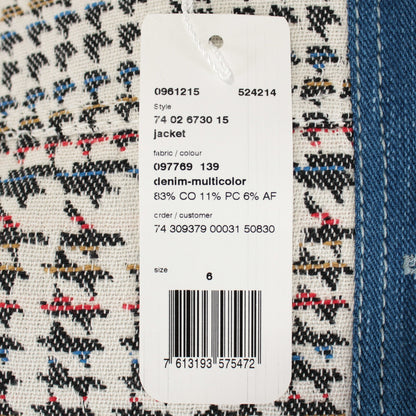 0961215 524214
Style
74 02 6730 15
jacket
fabric / colour
097769 139
denim-multicolor
83% CO 11% PC 6% AF
order / customer
74 309379 00031 50830
size
6
7 613193 575472